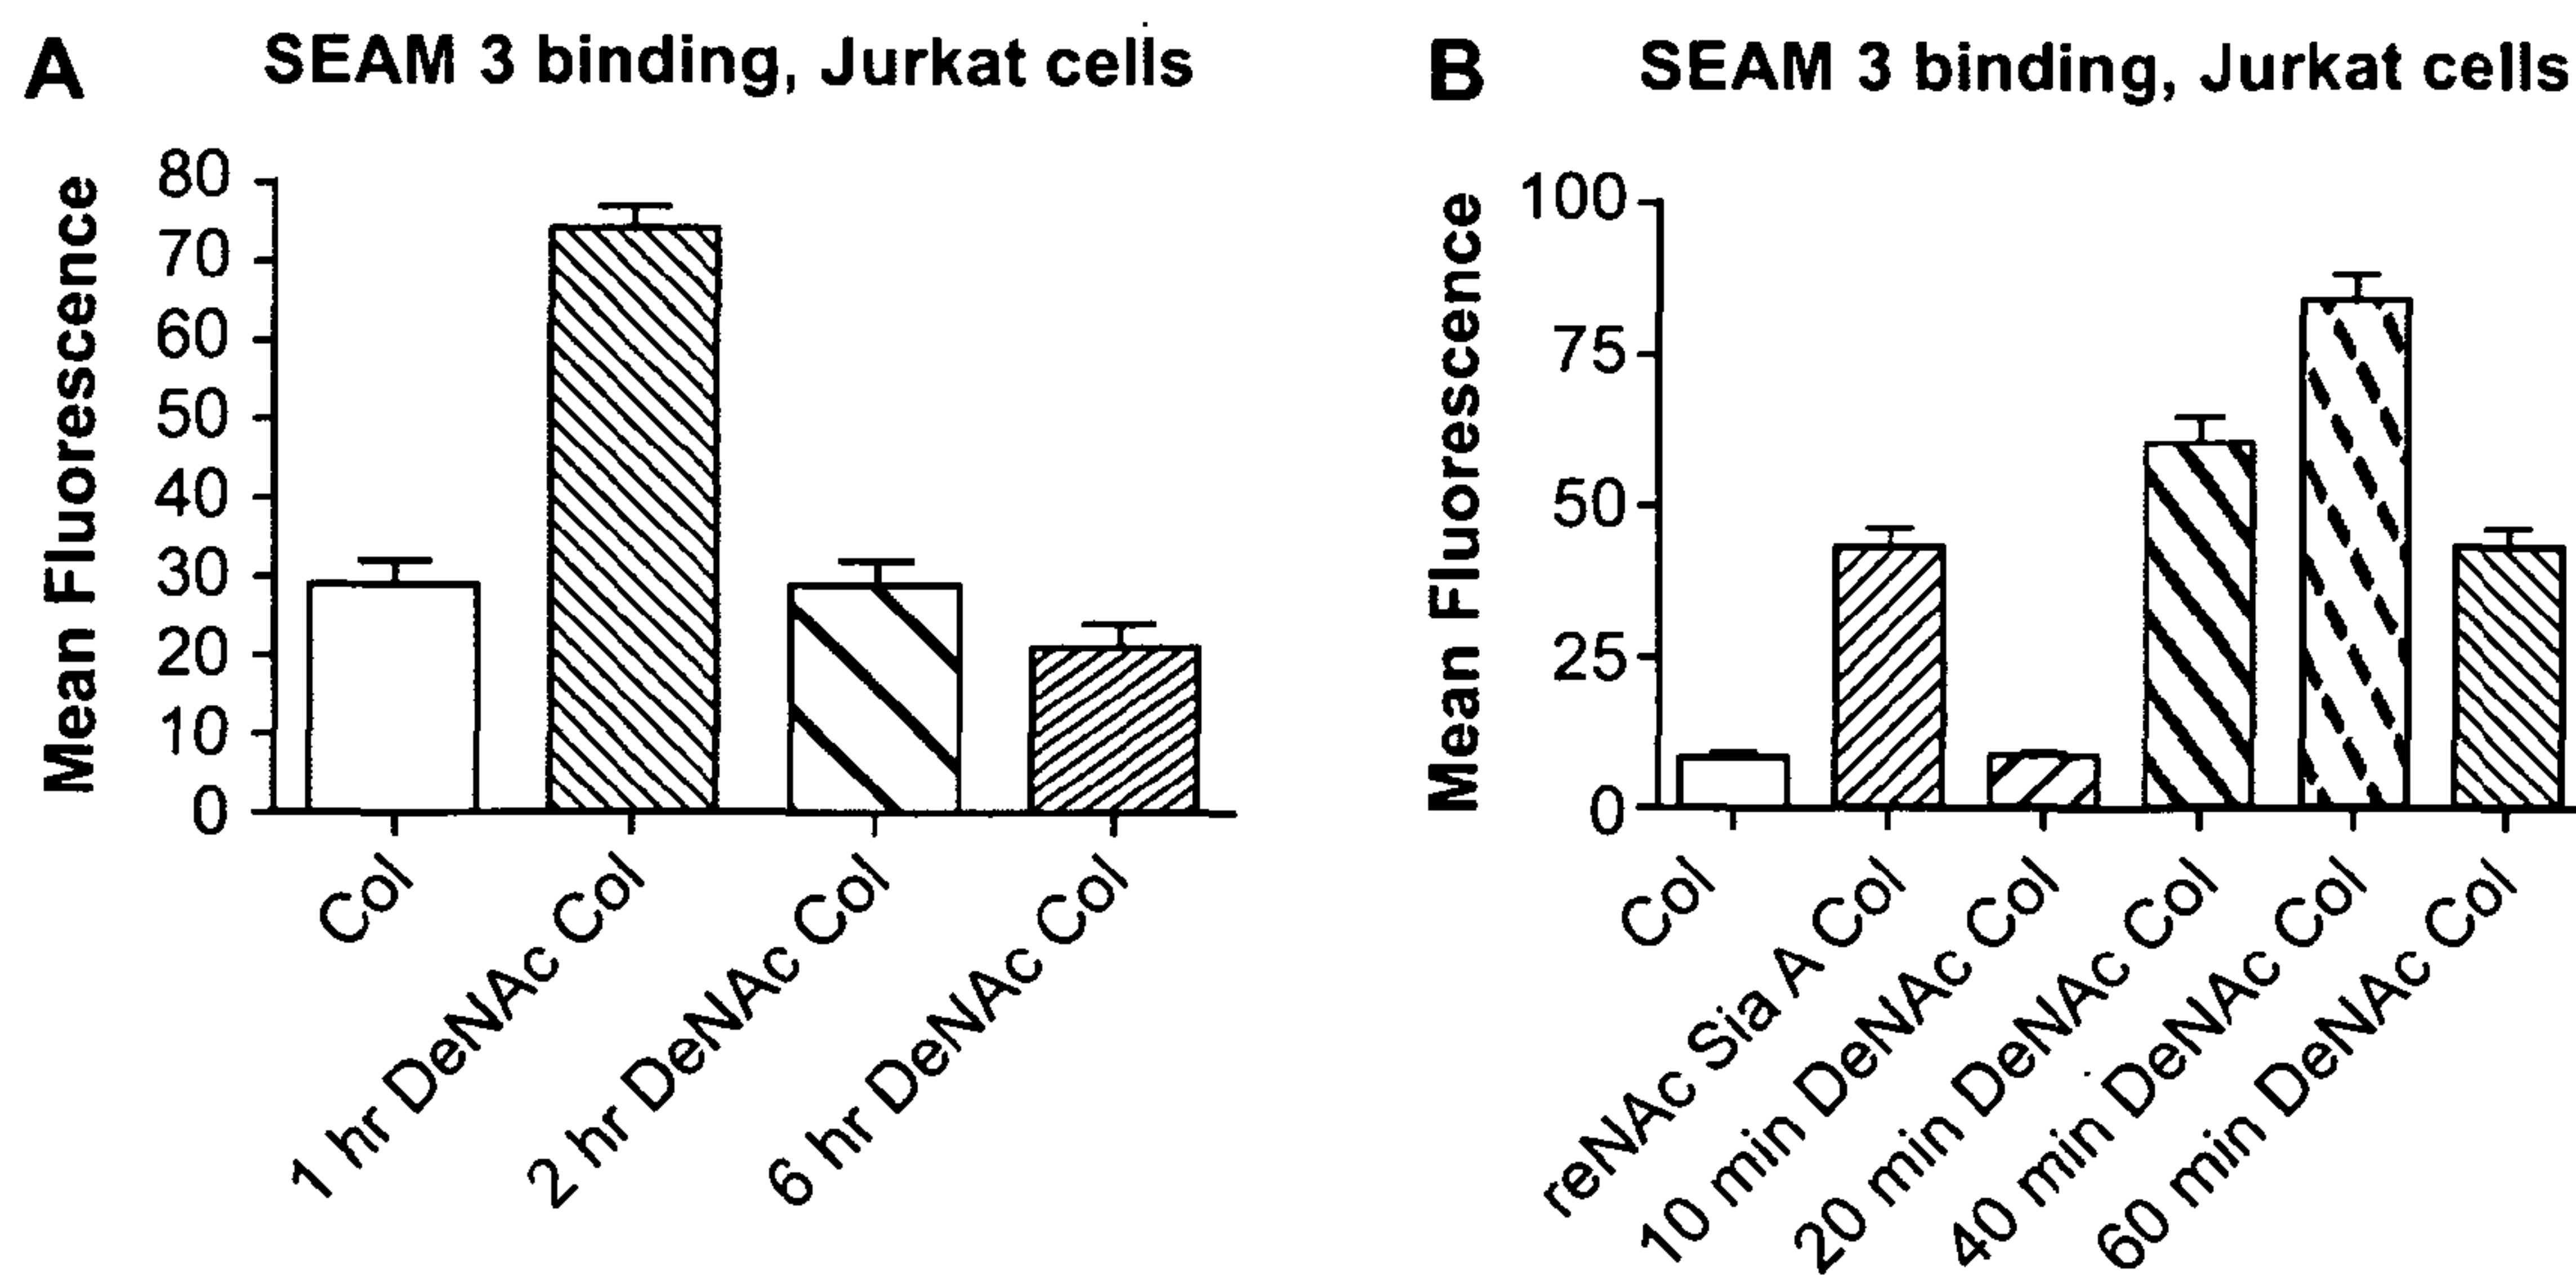 A
SEAM 3 binding, Jurkat cells
Mean Fluorescence
80
70
60
50
40
30
20
10
0
Col
1 hr DeNAc Col
2 hr DeNAc Col
6 hr DeNAc Col
B
SEAM 3 binding, Jurkat cells
Mean Fluorescence
100
75
50
25
0
Col
reNAc Sia A Col
10 min DeNAc Col
20 min DeNAc Col
40 min DeNAc Col
60 min DeNAc Col